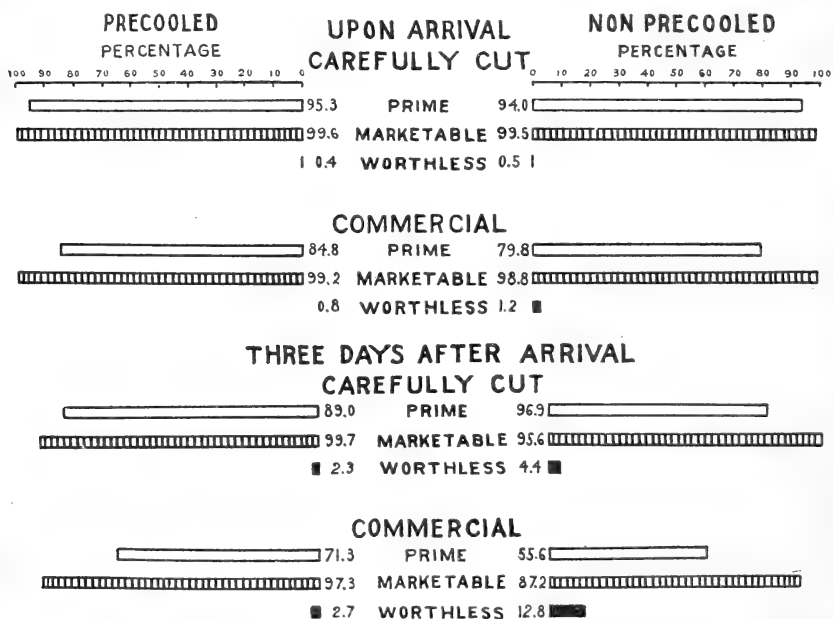 PRECOOLED UPON ARRIVAL NON PRECOOLED
PERCENTAGE CAREFULLY CUT PERCENTAGE
100 90 80 70 60 50 40 30 20 10 0 0 10 20 30 40 50 60 70 80 90 100
95.3 PRIME 94.0
99.6 MARKETABLE 99.5
0.4 WORTHLESS 0.5
COMMERCIAL
84.8 PRIME 79.8
99.2 MARKETABLE 98.8
0.8 WORTHLESS 1.2
THREE DAYS AFTER ARRIVAL
CAREFULLY CUT
89.0 PRIME 96.9
99.7 MARKETABLE 95.6
2.3 WORTHLESS 4.4
COMMERCIAL
71.3 PRIME 55.6
97.3 MARKETABLE 87.2
2.7 WORTHLESS 12.8